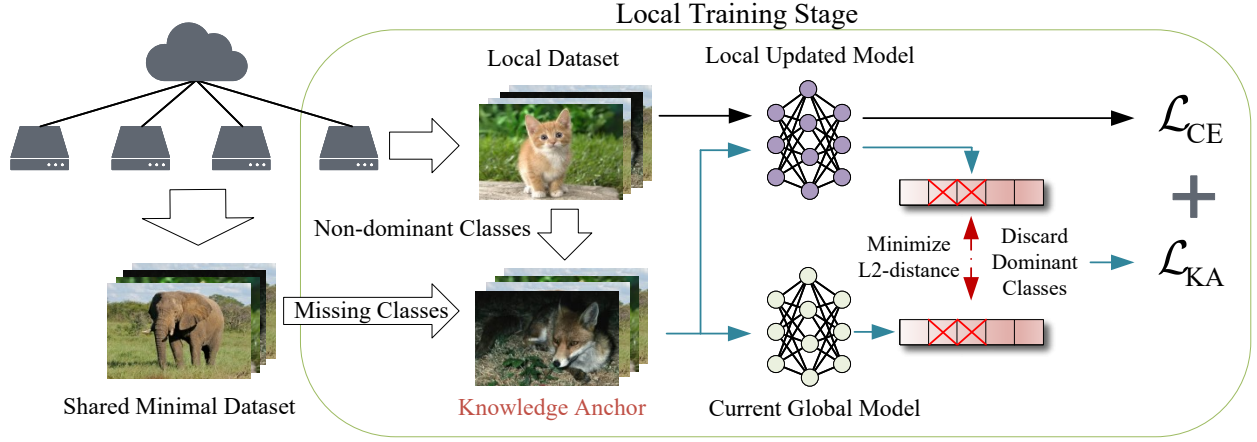 Local Training Stage
Local Dataset
Local Updated Model
ℒCE
Non-dominant Classes
+
Minimize
L2-distance
Discard
Dominant
Classes
ℒKA
Missing Classes
Shared Minimal Dataset
Knowledge Anchor
Current Global Model